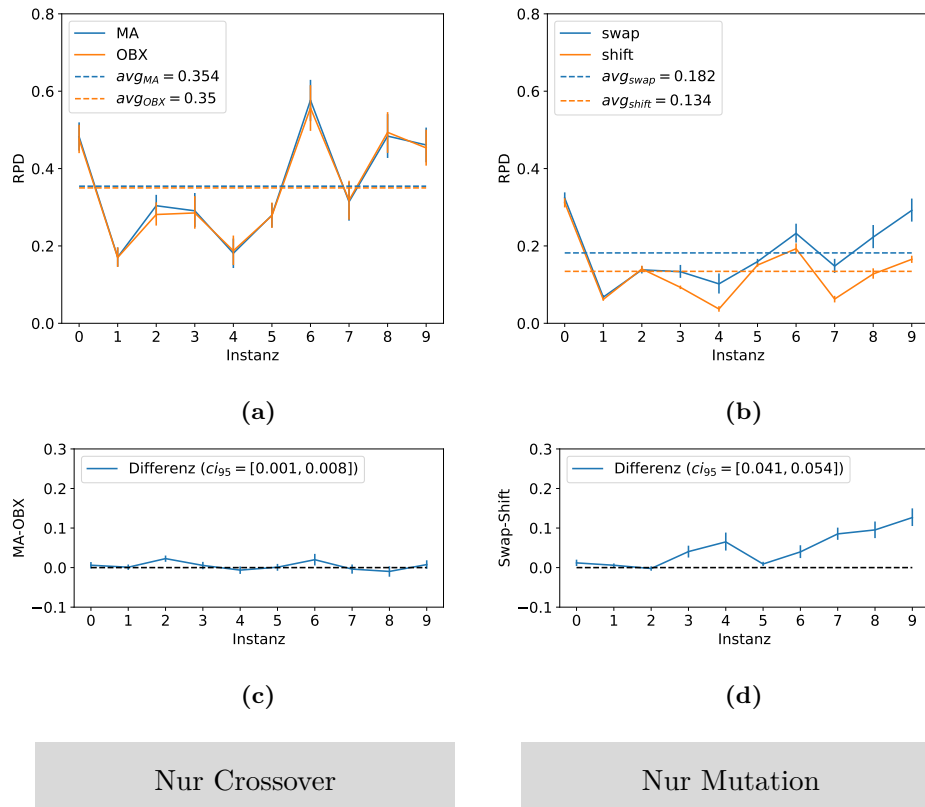 0.8
0.6
0.4
0.2
0.0
RPD
MA
OBX
avg_MA = 0.354
avg_OBX = 0.35
0 1 2 3 4 5 6 7 8 9
Instanz
(a)
0.8
0.6
0.4
0.2
0.0
RPD
swap
shift
avg_swap = 0.182
avg_shift = 0.134
0 1 2 3 4 5 6 7 8 9
Instanz
(b)
0.3
0.2
0.1
0.0
−0.1
MA-OBX
Differenz (ci_95 = [0.001, 0.008])
0 1 2 3 4 5 6 7 8 9
Instanz
(c)
0.3
0.2
0.1
0.0
−0.1
Swap-Shift
Differenz (ci_95 = [0.041, 0.054])
0 1 2 3 4 5 6 7 8 9
Instanz
(d)
Nur Crossover
Nur Mutation